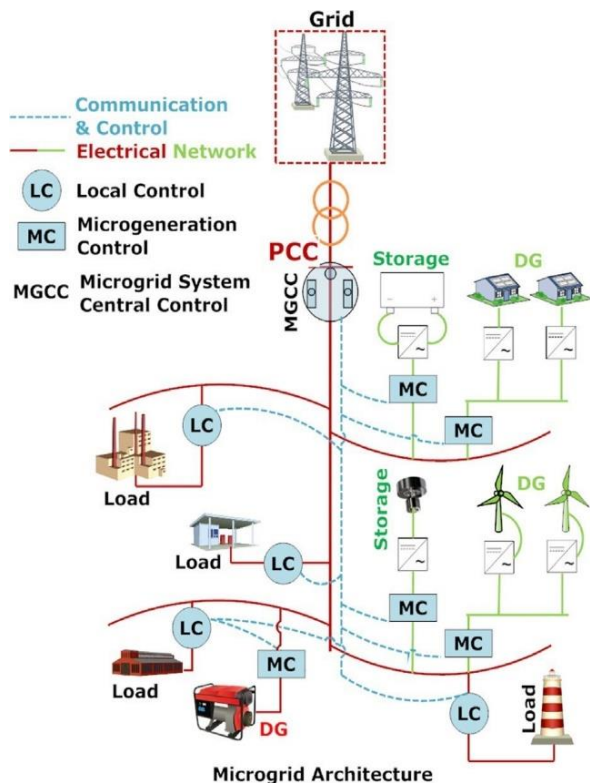 Grid
Communication
& Control
Electrical Network
LC Local Control
MC Microgeneration
Control
MGCC Microgrid System
Central Control
PCC
MGCC
Storage
DG
MC
MC
LC
Load
Storage
DG
Load
LC
MC
LC
MC
MC
Load
DG
LC
Load
Microgrid Architecture